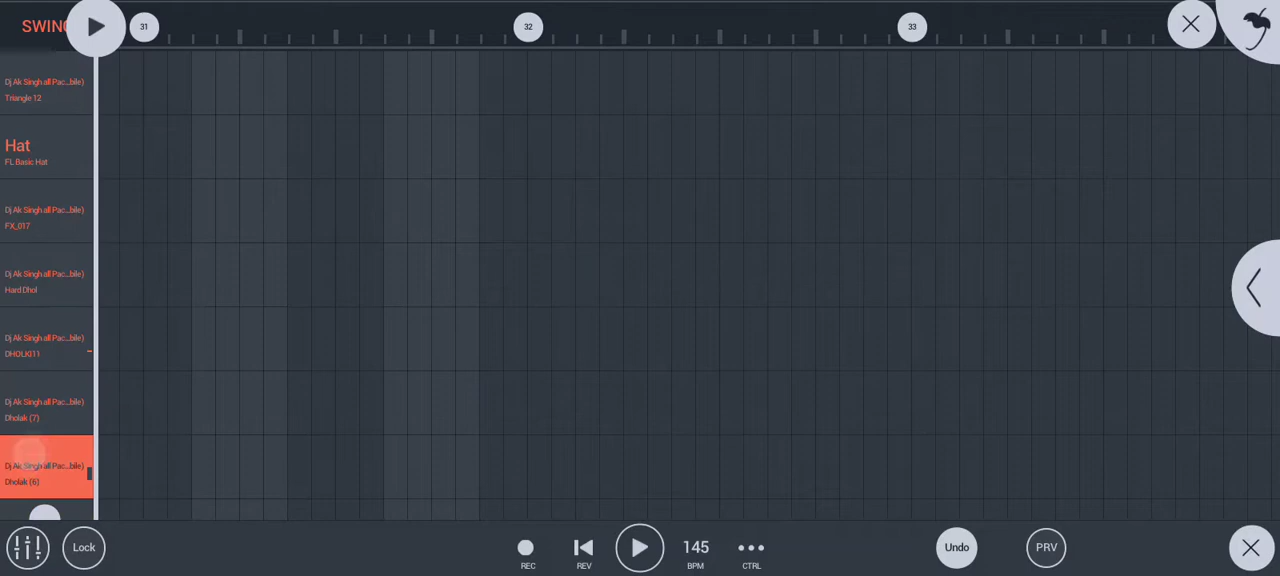 SWING
31
32
33
Dj Ak Singh all Pac...bile)
Triangle 12
Hat
FL Basic Hat
Dj Ak Singh all Pac...bile)
FX_017
Dj Ak Singh all Pac...bile)
Hard Dhol
Dj Ak Singh all Pac...bile)
DHOLKI11
Dj Ak Singh all Pac...bile)
Dholak (7)
Dj Ak Singh all Pac...bile)
Dholak (6)
Lock
REC
REV
145
BPM
CTRL
Undo
PRV